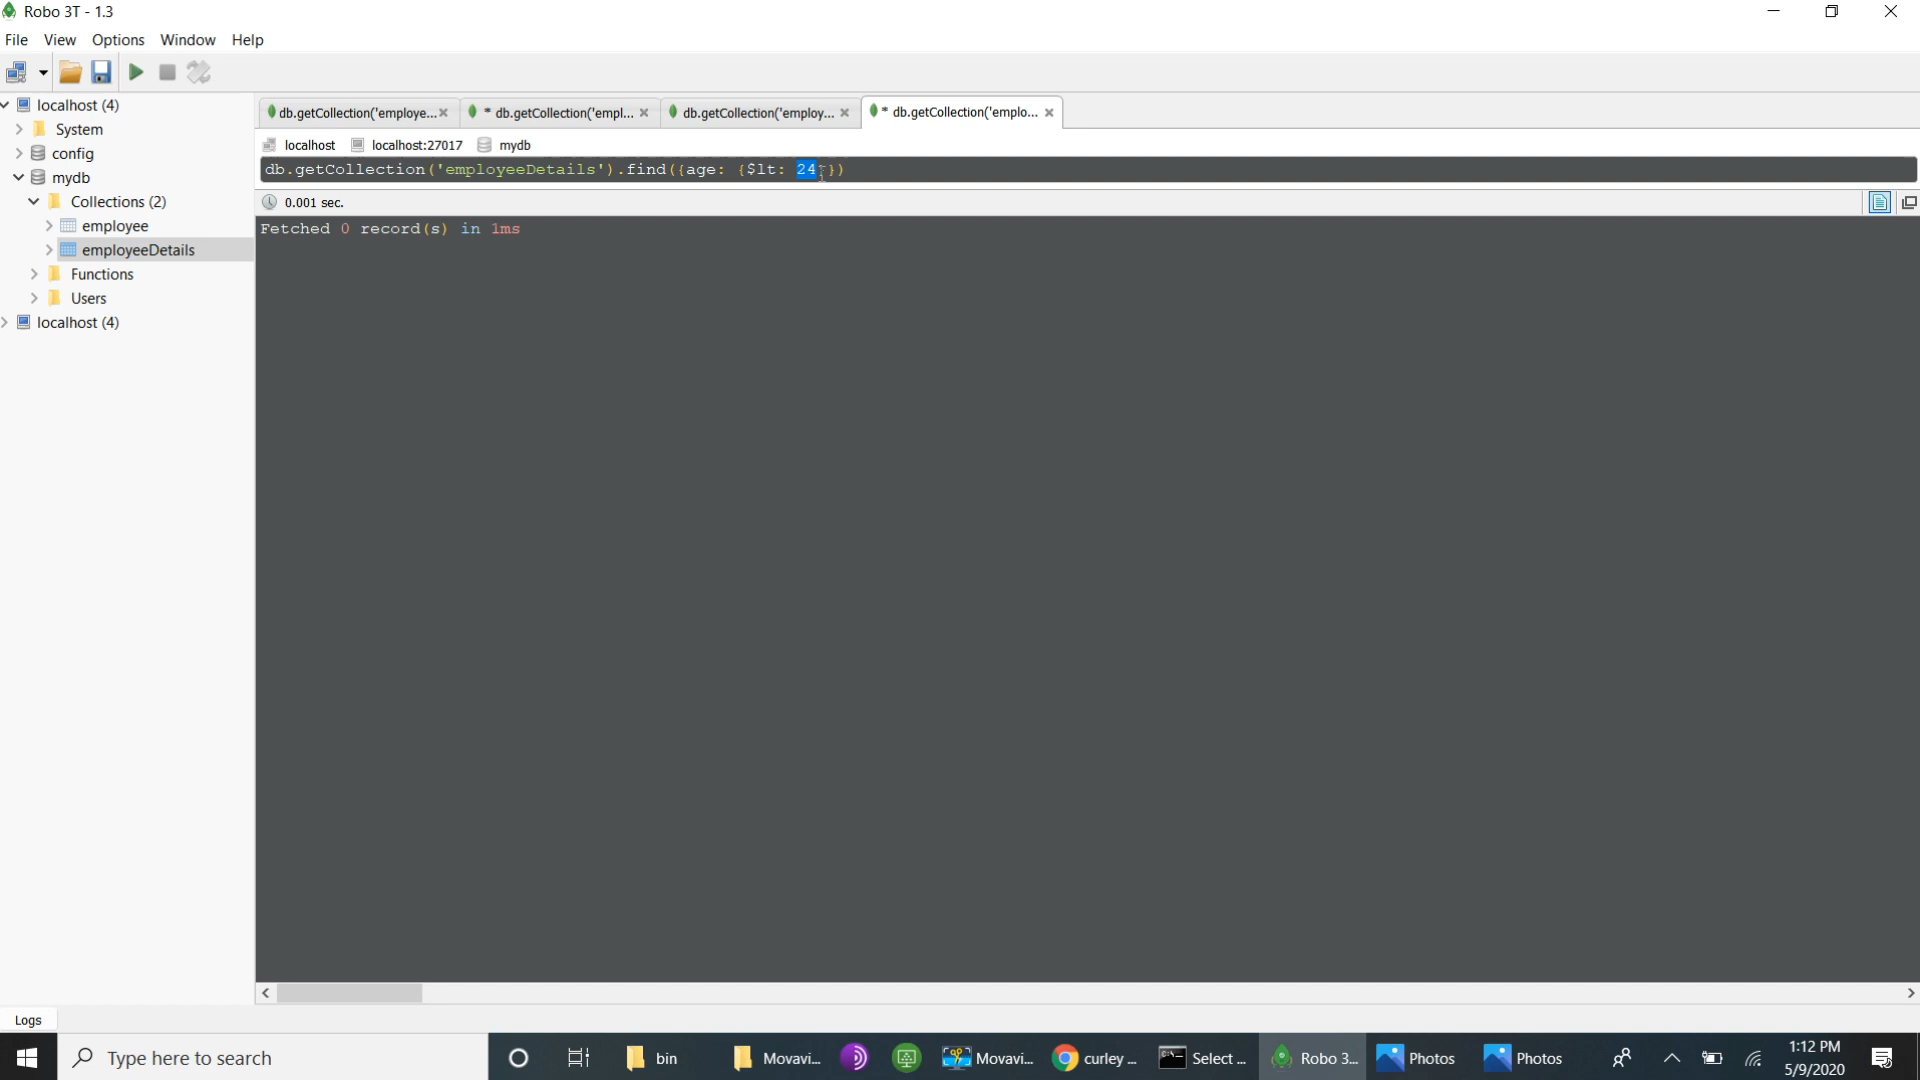 Robo 3T - 1.3
File View Options Window Help
localhost (4)
System
config
mydb
Collections (2)
employee
employeeDetails
Functions
Users
localhost (4)
db.getCollection('employe... * db.getCollection('empl... db.getCollection('employ... * db.getCollection('emplo...
localhost localhost:27017 mydb
db.getCollection('employeeDetails').find({age: {$lt: 24}})
0.001 sec.
Fetched 0 record(s) in 1ms
Logs
Type here to search
bin Movavi... Movavi... curley ... Select ... Robo 3... Photos Photos
1:12 PM
5/9/2020